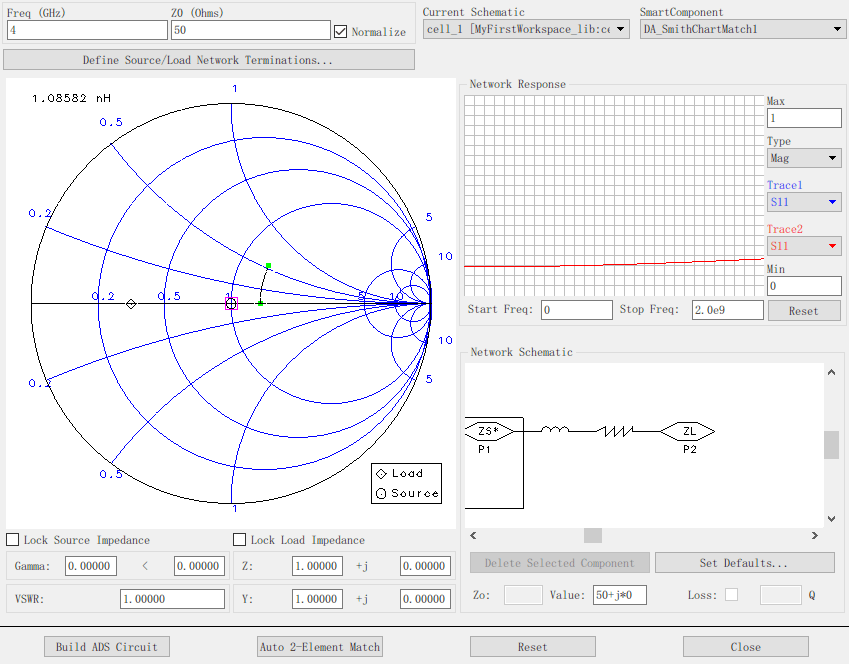 Freq (GHz)
Z0 (Ohms)
Current Schematic
SmartComponent
4
50
Normalize
cell_1 [MyFirstWorkspace_lib:ce
DA_SmithChartMatch1
Define Source/Load Network Terminations...
Network Response
1.08582 nH
1
0.5
0.2
5
10
0.2
0.5
1
5
10
10
0.2
5
0.5
1
Load
Source
Max
1
Type
Mag
Trace1
S11
Trace2
S11
Min
0
Start Freq:
0
Stop Freq:
2.0e9
Reset
Network Schematic
ZS*
ZL
P1
P2
Lock Source Impedance
Lock Load Impedance
Gamma:
0.00000
<
0.00000
Z:
1.00000
+j
0.00000
VSWR:
1.00000
Y:
1.00000
+j
0.00000
Delete Selected Component
Set Defaults...
Zo:
Value:
50+j*0
Loss:
Q
Build ADS Circuit
Auto 2-Element Match
Reset
Close